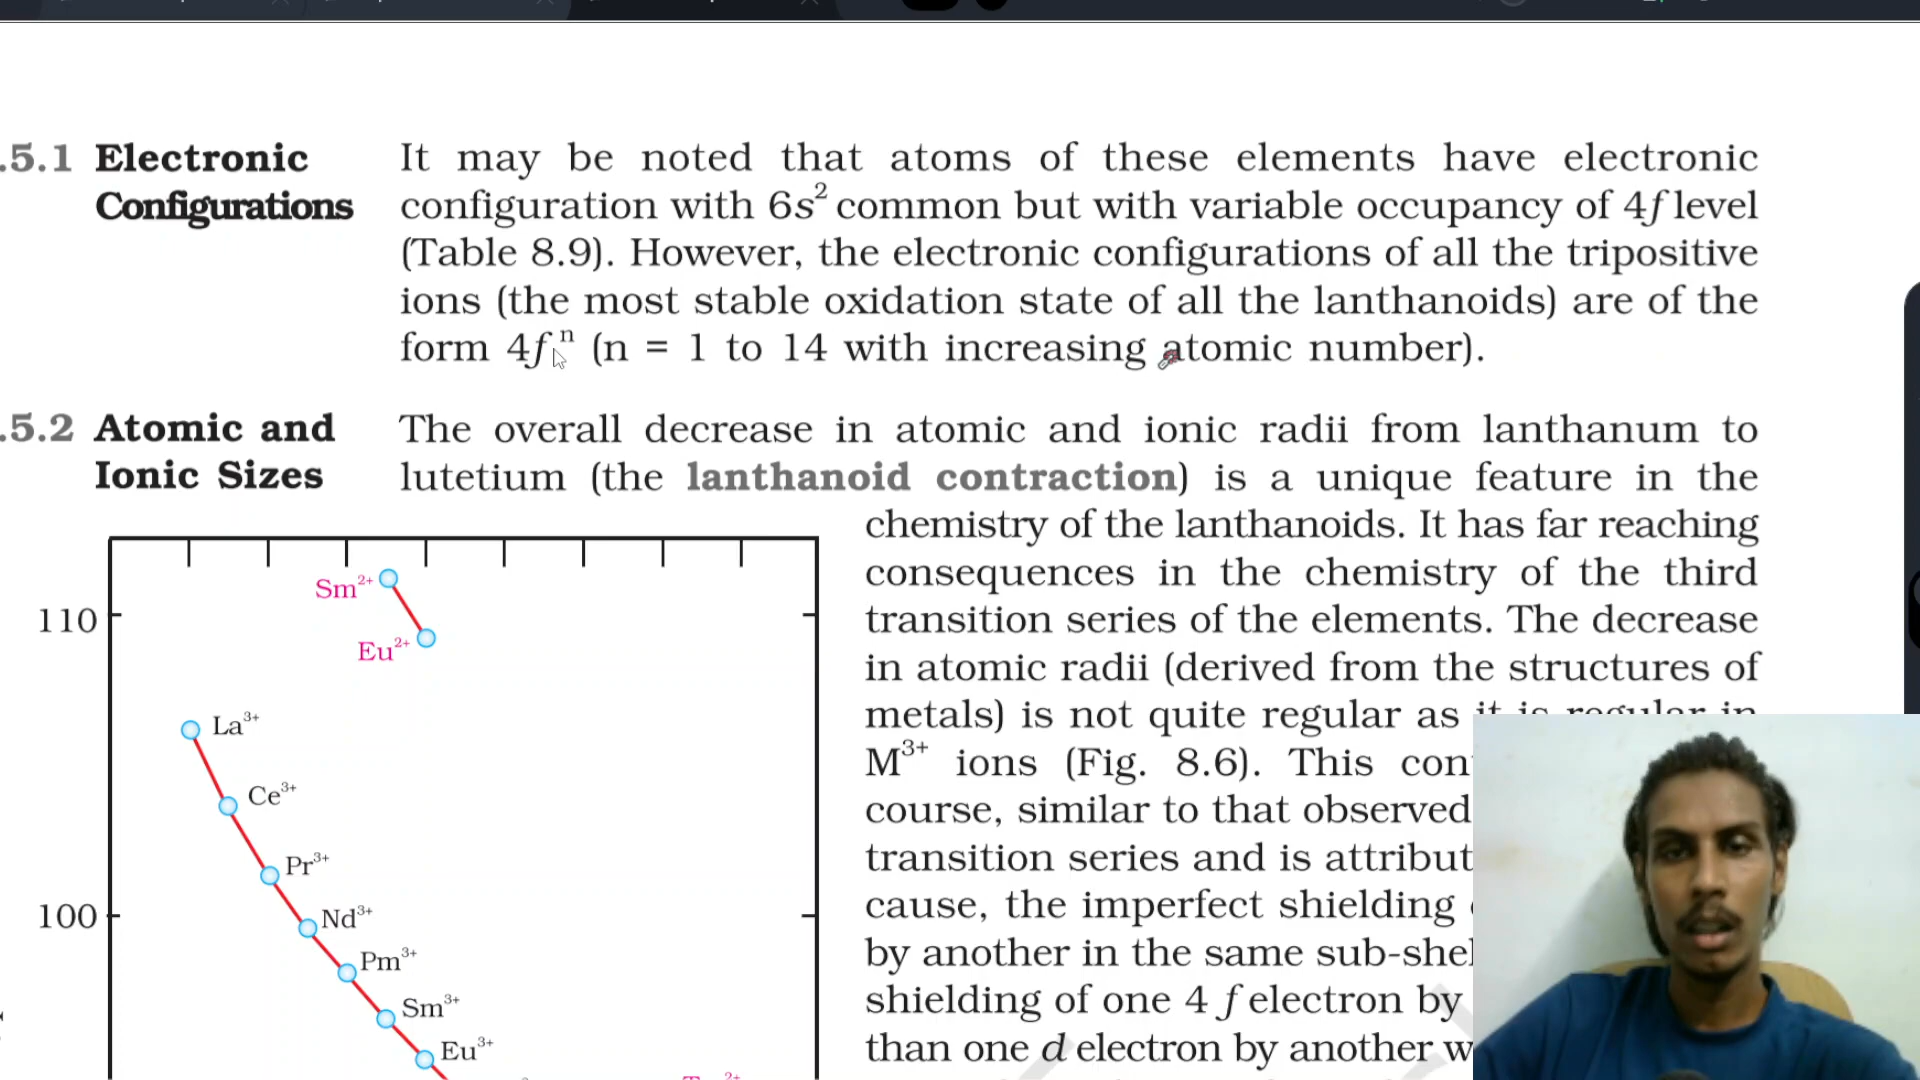 .5.1 Electronic Configurations
It may be noted that atoms of these elements have electronic
configuration with 6s² common but with variable occupancy of 4f level
(Table 8.9). However, the electronic configurations of all the tripositive
ions (the most stable oxidation state of all the lanthanoids) are of the
form 4fⁿ (n = 1 to 14 with increasing atomic number).
.5.2 Atomic and Ionic Sizes
The overall decrease in atomic and ionic radii from lanthanum to
lutetium (the lanthanoid contraction) is a unique feature in the
chemistry of the lanthanoids. It has far reaching
consequences in the chemistry of the third
transition series of the elements. The decrease
in atomic radii (derived from the structures of
metals) is not quite regular as it is regular in
M³⁺ ions (Fig. 8.6). This con
course, similar to that observed
transition series and is attribut
cause, the imperfect shielding
by another in the same sub-shel
shielding of one 4 f electron by
than one d electron by another w
Sm²⁺
110
Eu²⁺
La³⁺
Ce³⁺
Pr³⁺
100
Nd³⁺
Pm³⁺
Sm³⁺
Eu³⁺